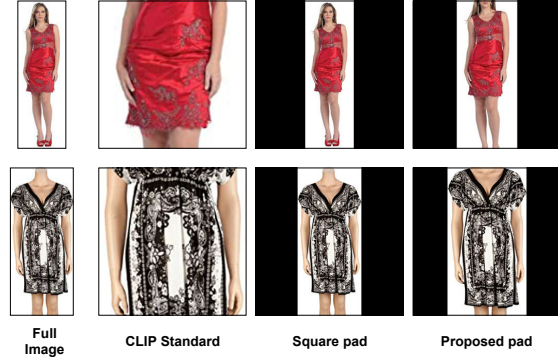 Full
Image
CLIP Standard
Square pad
Proposed pad